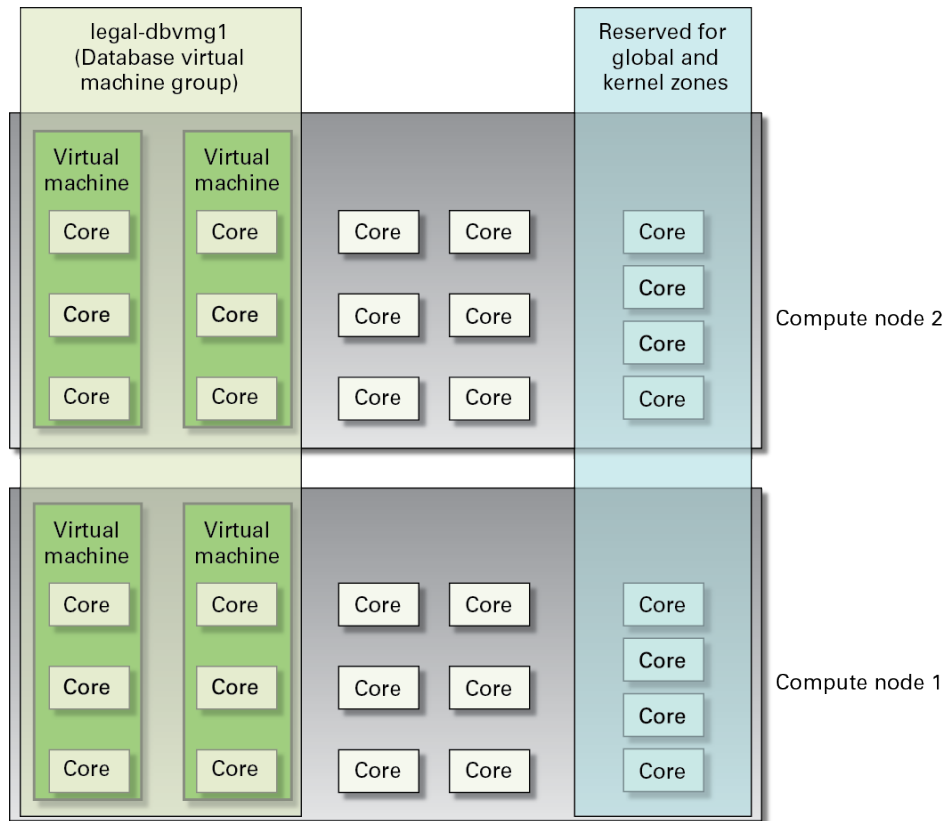 legal-dbvmg1
(Database virtual
machine group)
Reserved for
global and
kernel zones
Virtual
machine
Virtual
machine
Core Core Core Core Core
Core
Core Core Core Core
Core
Core Core Core Core Core
Compute node 2
Virtual
machine
Virtual
machine
Core Core Core Core Core
Core
Core Core Core Core
Core
Core Core Core Core Core
Compute node 1